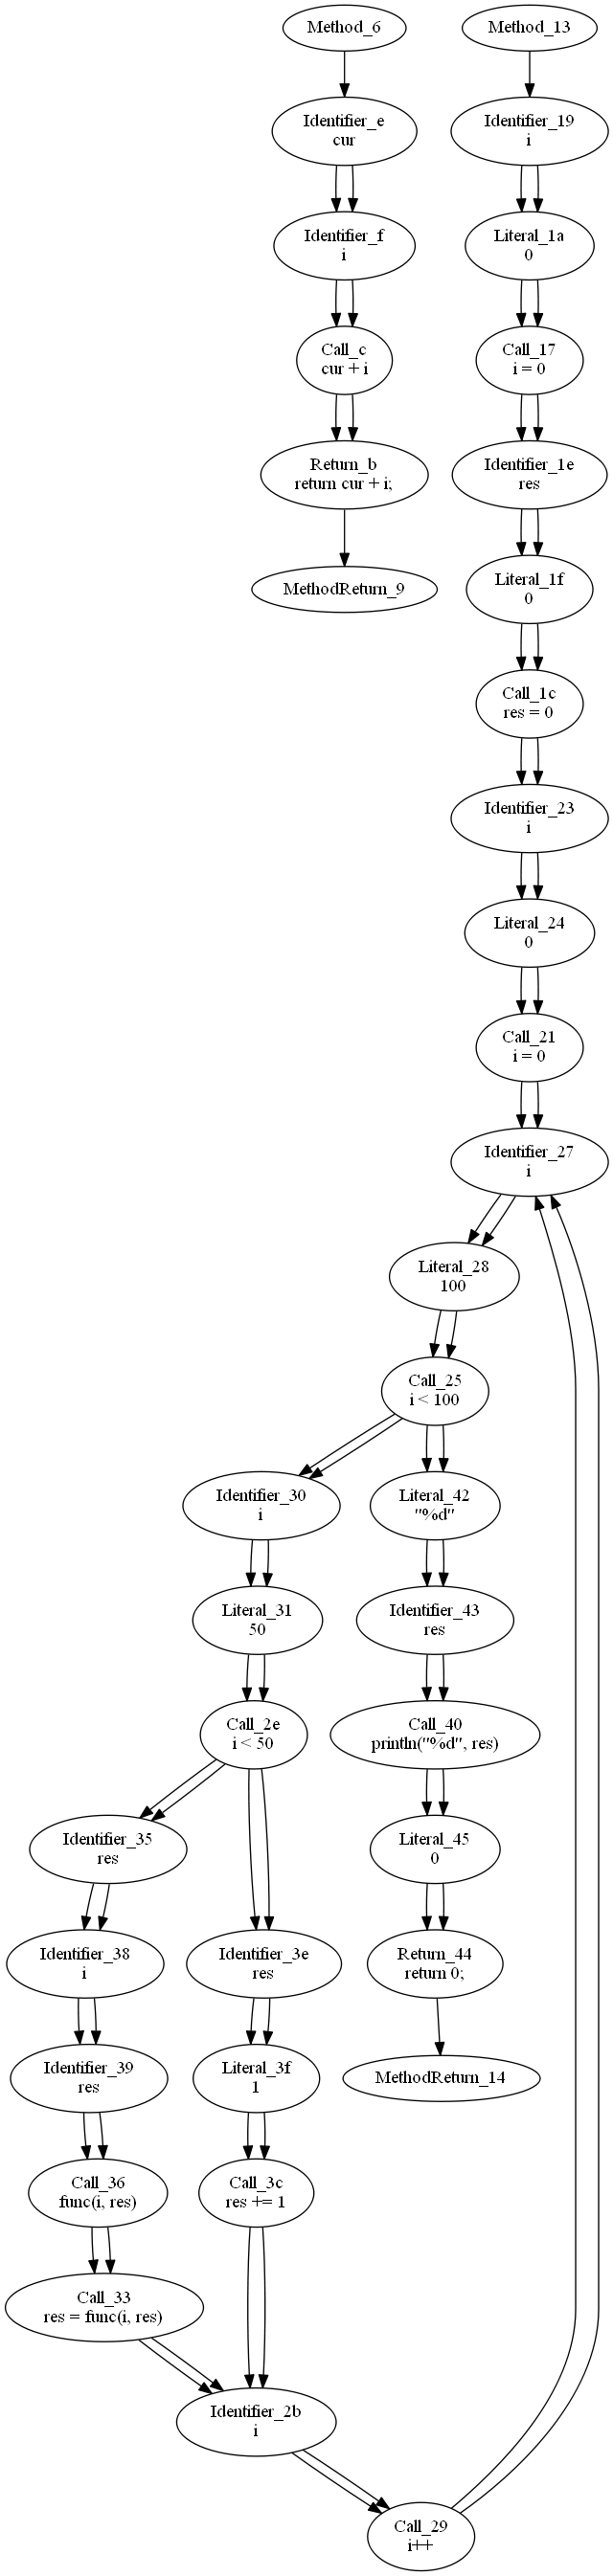 Method_6
Identifier_e
cur
Identifier_f
i
Call_c
cur + i
Return_b
return cur + i;
MethodReturn_9
Method_13
Identifier_19
i
Literal_1a
0
Call_17
i = 0
Identifier_1e
res
Literal_1f
0
Call_1c
res = 0
Identifier_23
i
Literal_24
0
Call_21
i = 0
Identifier_27
i
Literal_28
100
Call_25
i < 100
Identifier_30
i
Literal_31
50
Call_2e
i < 50
Identifier_35
res
Identifier_38
i
Identifier_39
res
Call_36
func(i, res)
Call_33
res = func(i, res)
Identifier_3e
res
Literal_3f
1
Call_3c
res += 1
Identifier_2b
i
Call_29
i++
Literal_42
"%d"
Identifier_43
res
Call_40
println("%d", res)
Literal_45
0
Return_44
return 0;
MethodReturn_14